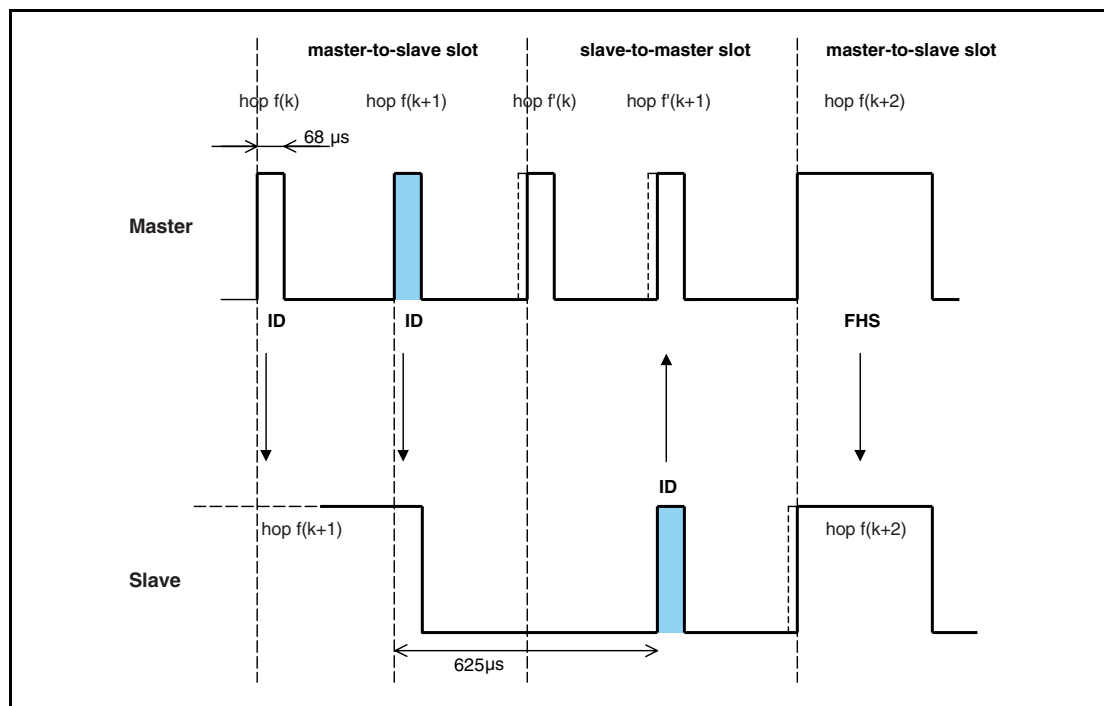 master-to-slave slot slave-to-master slot master-to-slave slot
hop f(k) hop f(k+1) hop f'(k) hop f'(k+1) hop f(k+2)
68 µs
Master
ID ID FHS
ID
hop f(k+1) hop f(k+2)
Slave
625µs